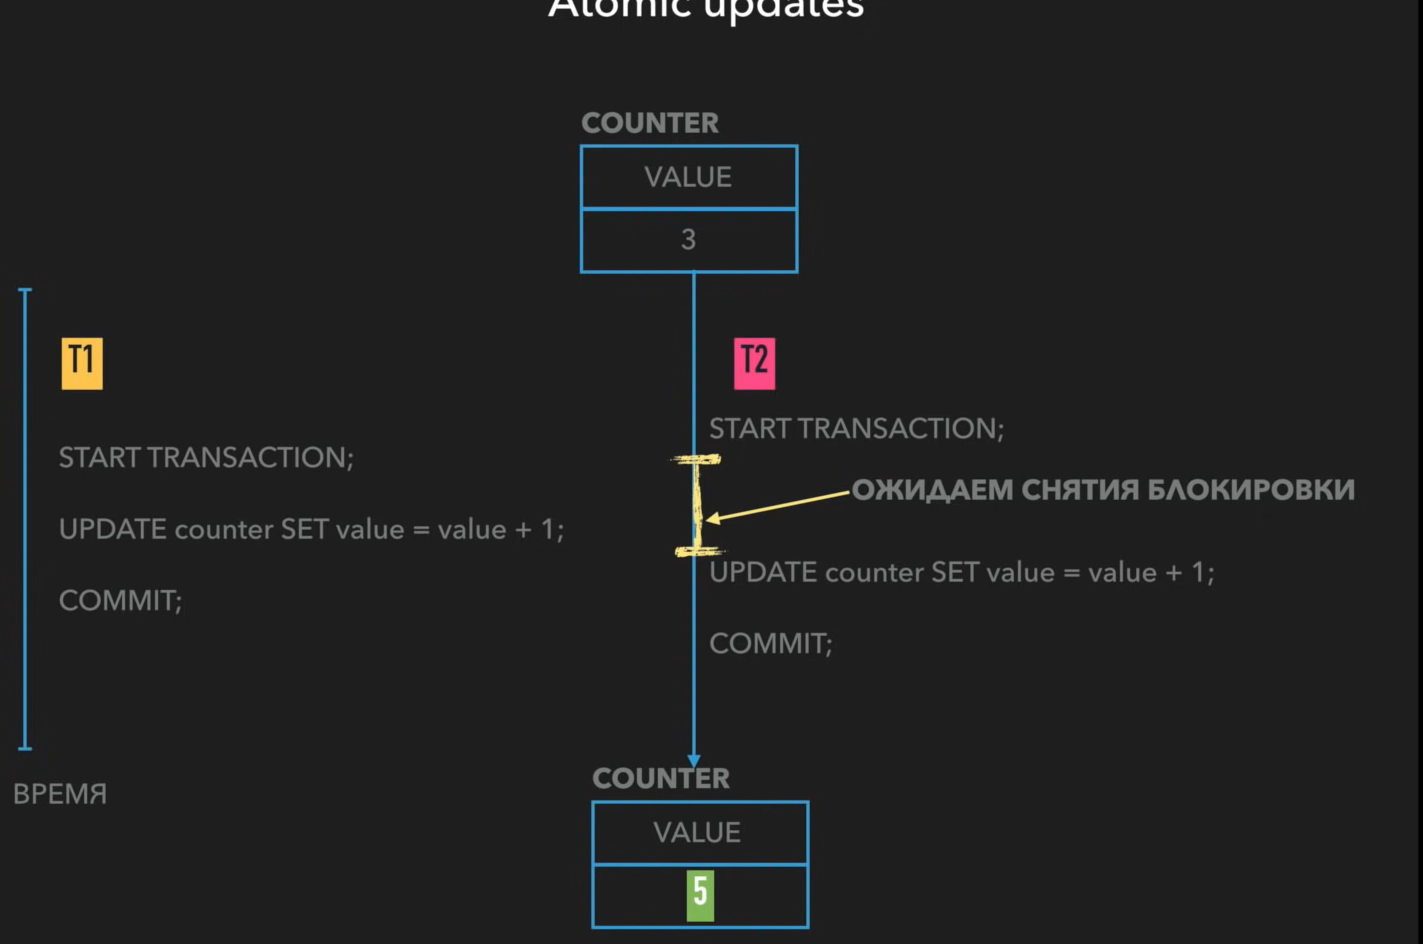 Atomic updates
COUNTER
VALUE
3
T1
START TRANSACTION;
UPDATE counter SET value = value + 1;
COMMIT;
T2
START TRANSACTION;
ОЖИДАЕМ СНЯТИЯ БЛОКИРОВКИ
UPDATE counter SET value = value + 1;
COMMIT;
ВРЕМЯ
COUNTER
VALUE
5